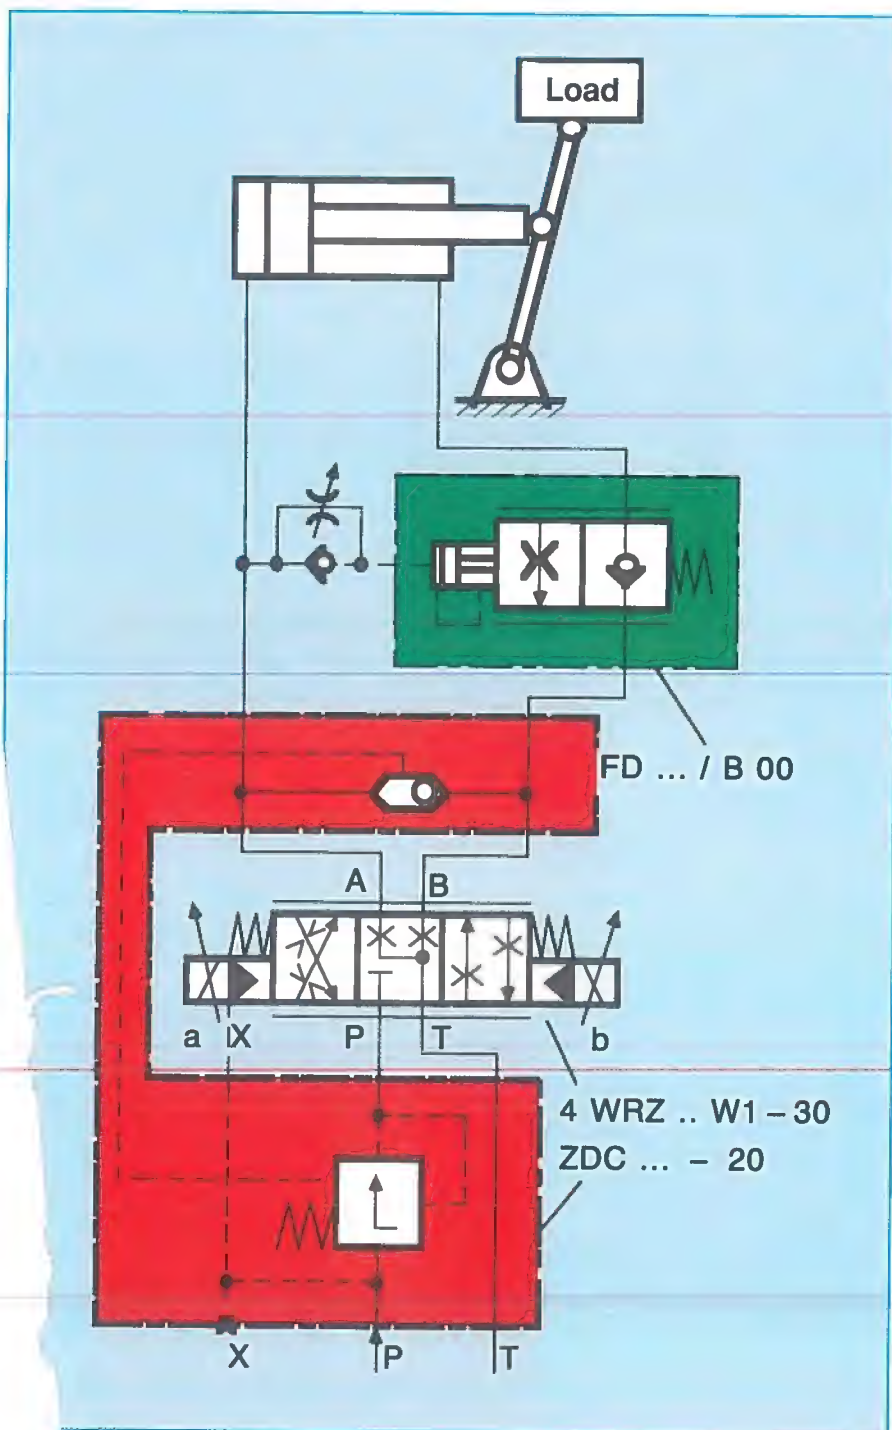 Load
FD ... / B 00
A B
a X P T b
4 WRZ .. W1 – 30
ZDC ... – 20
X P T